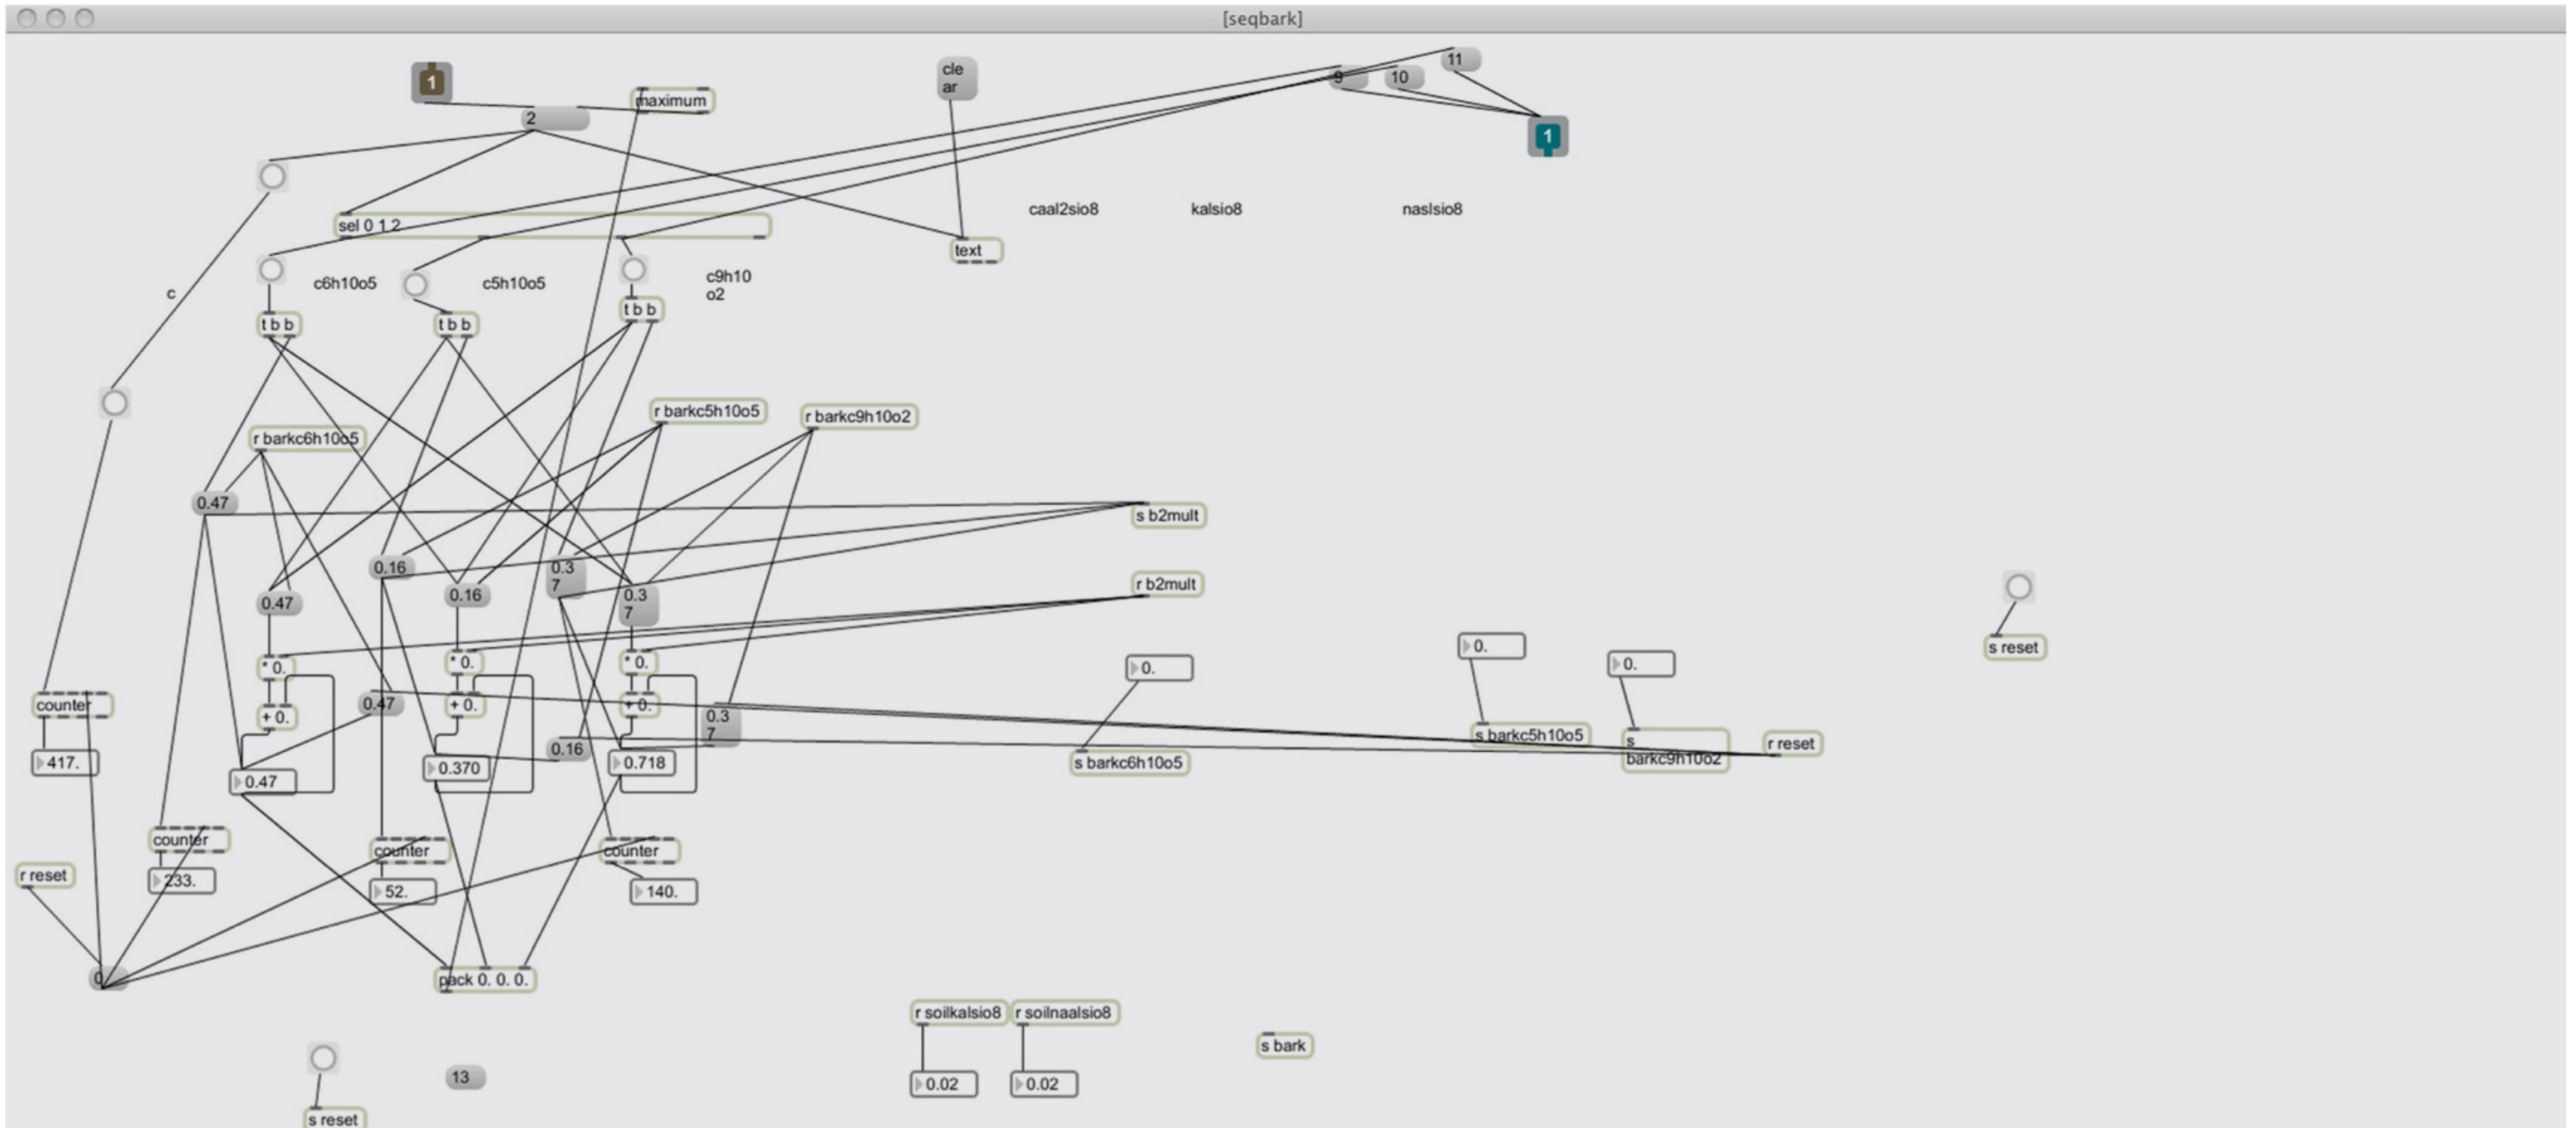 [seqbark]
1
maximum
2
cle
ar
9
10
11
1
sel 0 1 2
text
caal2sio8
kalsio8
naslsio8
c
c6h10o5
c5h10o5
c9h10
o2
t b b
t b b
t b b
r barkc6h10o5
r barkc5h10o5
r barkc9h10o2
0.47
s b2mult
0.16
0.3
7
r b2mult
0.47
0.16
0.3
7
* 0.
* 0.
* 0.
0.
0.
0.
s reset
counter
+ 0.
0.47
+ 0.
+ 0.
0.3
7
417.
0.47
0.370
0.16
0.718
s barkc6h10o5
s barkc5h10o5
s
barkc9h10o2
r reset
counter
counter
counter
r reset
233.
52.
140.
0
pack 0. 0. 0.
r soilkalsio8
r soilnaalsio8
s bark
13
0.02
0.02
s reset